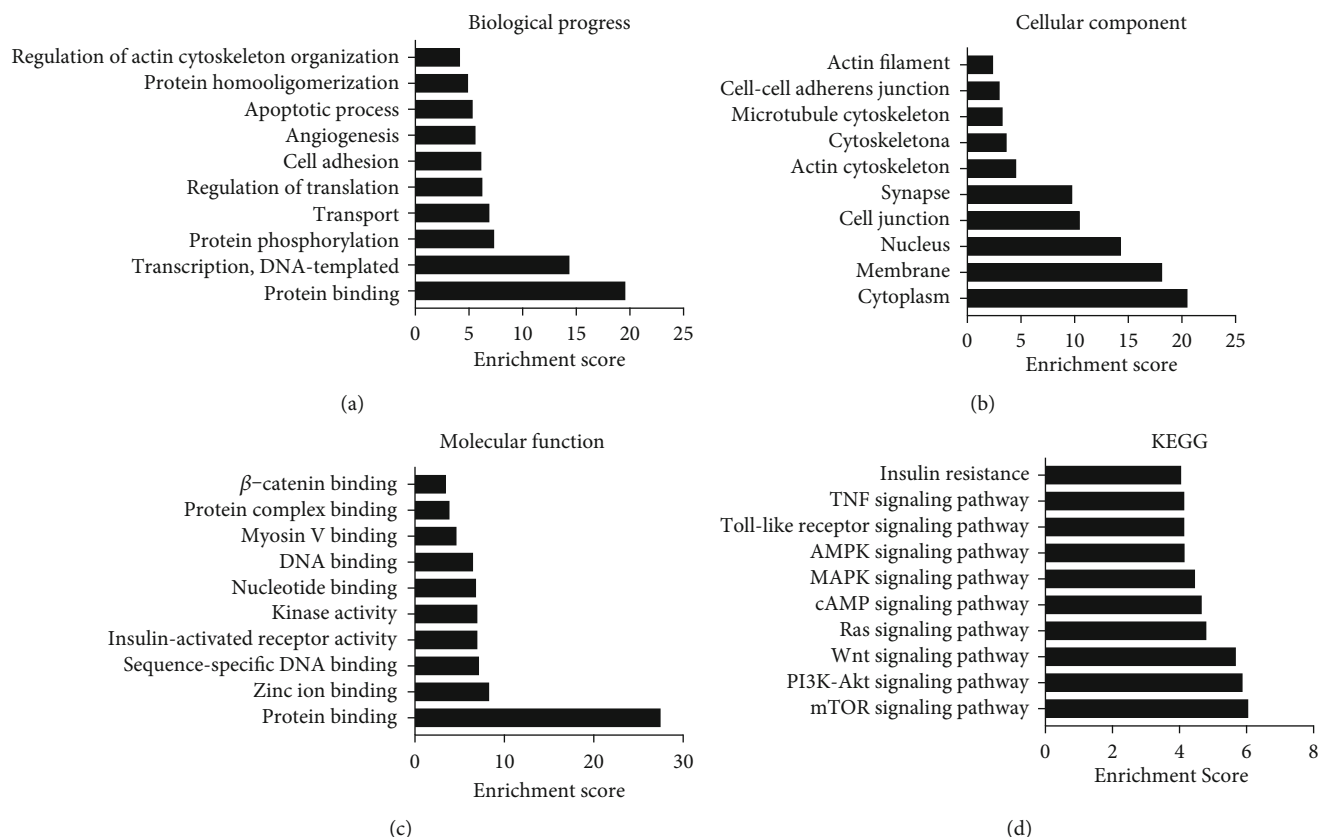 Biological progress
Regulation of actin cytoskeleton organization
Protein homooligomerization
Apoptotic process
Angiogenesis
Cell adhesion
Regulation of translation
Transport
Protein phosphorylation
Transcription, DNA-templated
Protein binding
0 5 10 15 20 25
Enrichment score
(a)
Cellular component
Actin filament
Cell-cell adherens junction
Microtubule cytoskeleton
Cytoskeletona
Actin cytoskeleton
Synapse
Cell junction
Nucleus
Membrane
Cytoplasm
0 5 10 15 20 25
Enrichment score
(b)
Molecular function
β−catenin binding
Protein complex binding
Myosin V binding
DNA binding
Nucleotide binding
Kinase activity
Insulin-activated receptor activity
Sequence-specific DNA binding
Zinc ion binding
Protein binding
0 10 20 30
Enrichment score
(c)
KEGG
Insulin resistance
TNF signaling pathway
Toll-like receptor signaling pathway
AMPK signaling pathway
MAPK signaling pathway
cAMP signaling pathway
Ras signaling pathway
Wnt signaling pathway
PI3K-Akt signaling pathway
mTOR signaling pathway
0 2 4 6 8
Enrichment Score
(d)